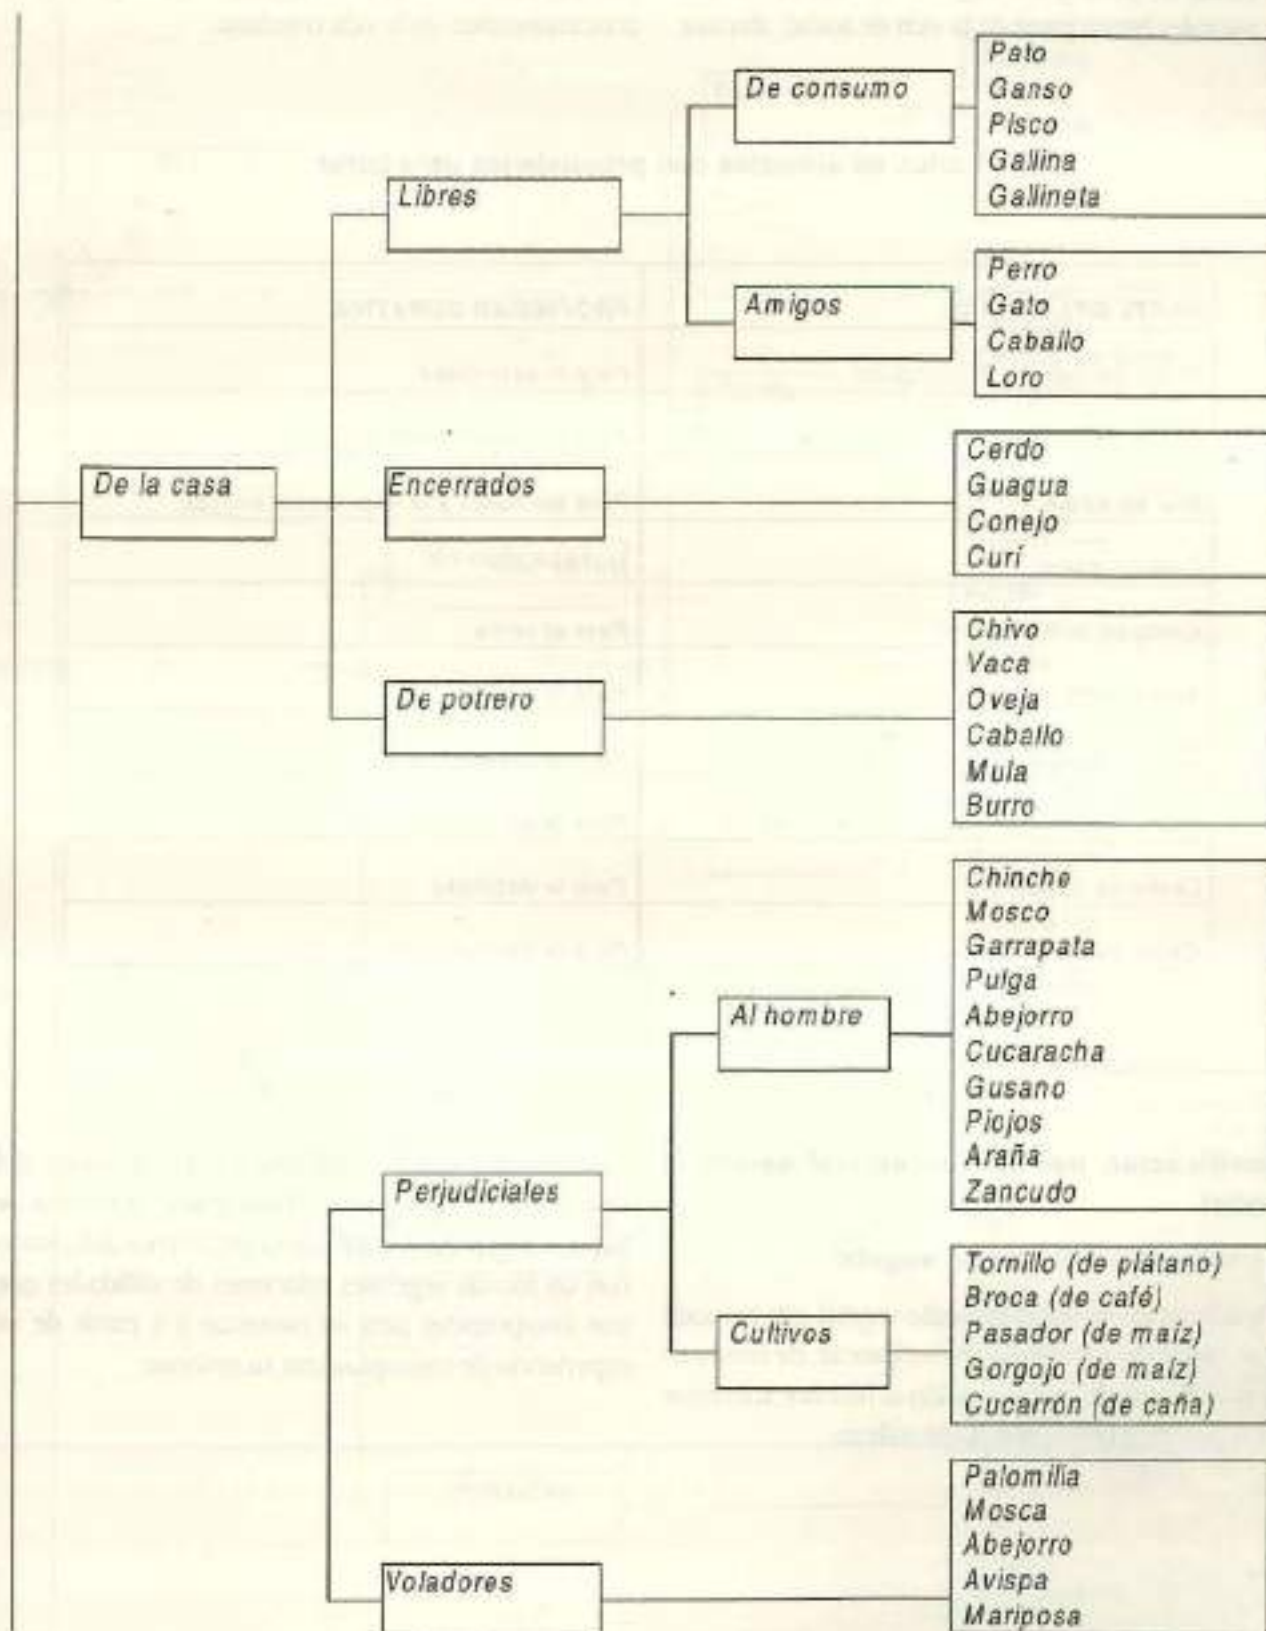 De la casa
Libres
De consumo
Pato
Ganso
Pisco
Gallina
Gallineta
Amigos
Perro
Gato
Caballo
Loro
Encerrados
Cerdo
Guagua
Conejo
Curí
De potrero
Chivo
Vaca
Oveja
Caballo
Mula
Burro
Perjudiciales
Al hombre
Chinche
Mosco
Garrapata
Pulga
Abejorro
Cucaracha
Gusano
Piojos
Araña
Zancudo
Cultivos
Tornillo (de plátano)
Broca (de café)
Pasador (de maíz)
Gorgojo (de maíz)
Cucarrón (de caña)
Voladores
Palomilla
Mosca
Abejorro
Avispa
Mariposa